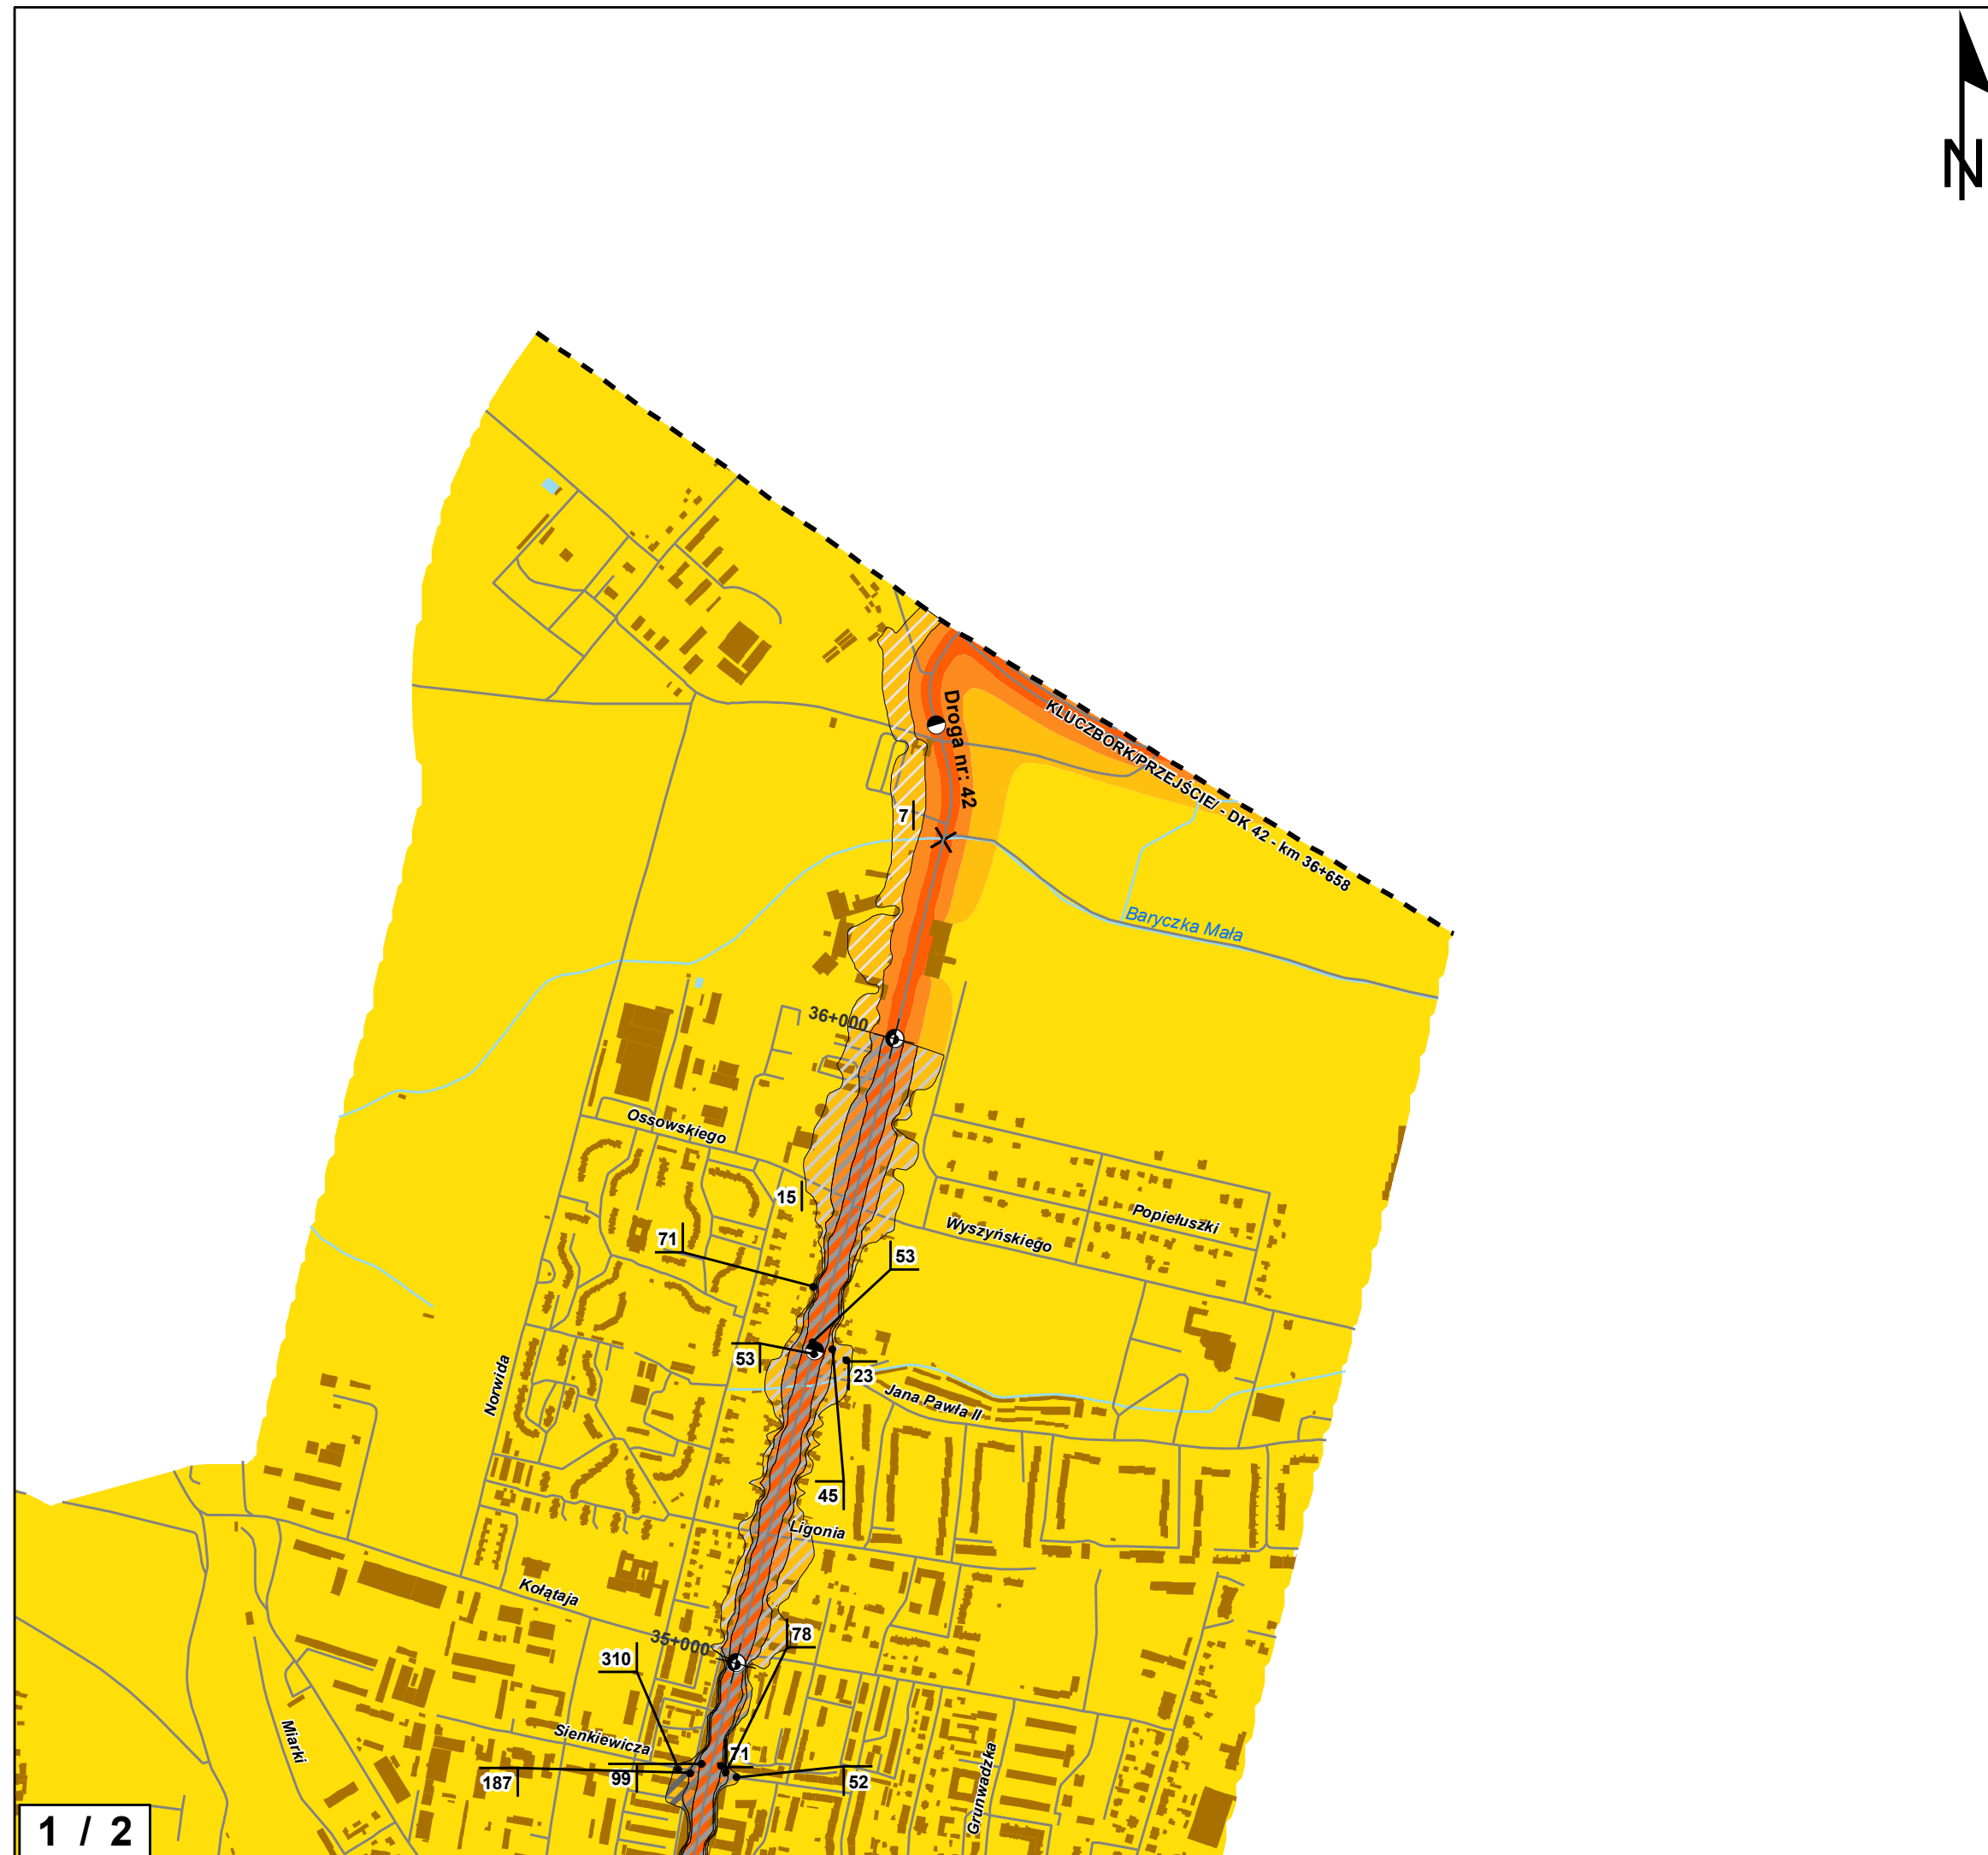 N
Droga nr: 42
KLUCZBORK/PRZEJŚCIE/ - DK 42 - km 36+658
7
Baryczka Mała
36+000
Ossowskiego
15
Popiełuszki
Wyszyńskiego
71
53
53
23
Norwida
Jana Pawła II
45
Ligonia
Kołątaja
35+000
78
310
Miarki
Sienkiewicza
71
187
99
52
Grunwadzka
1 / 2